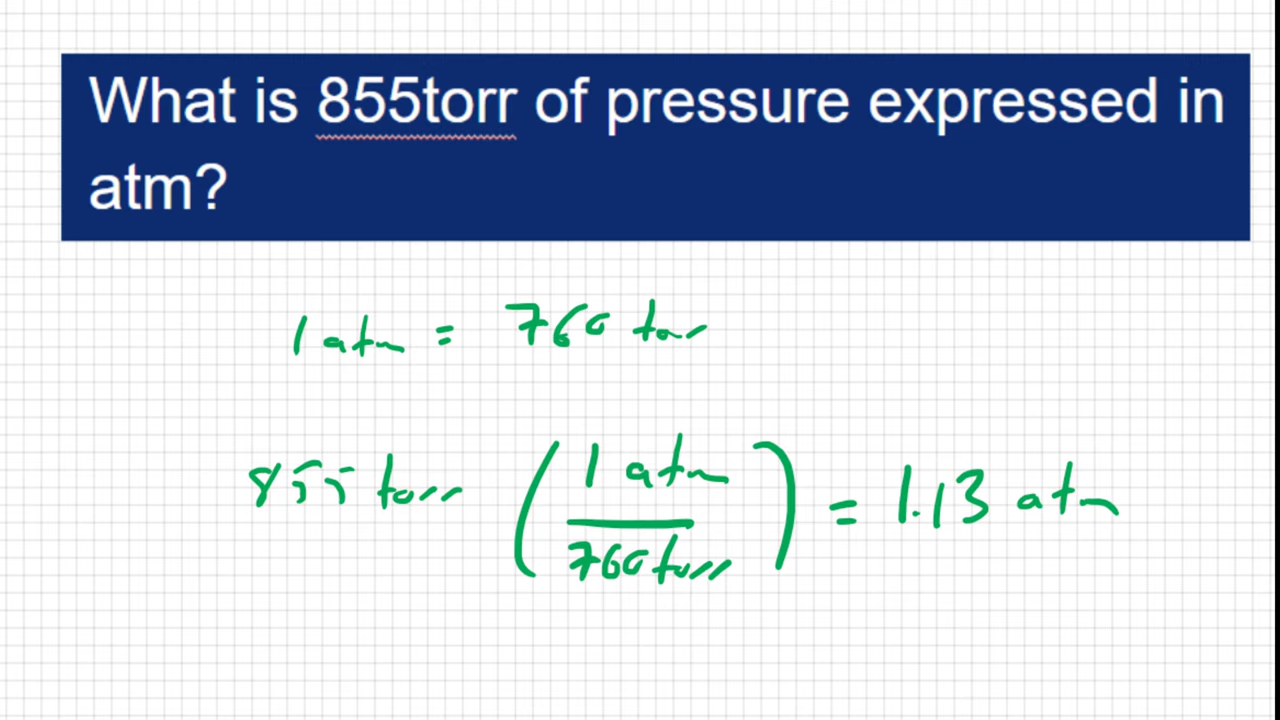 What is 855torr of pressure expressed in
atm?
1 atm = 760 torr
855 torr (1 atm / 760 torr) = 1.13 atm